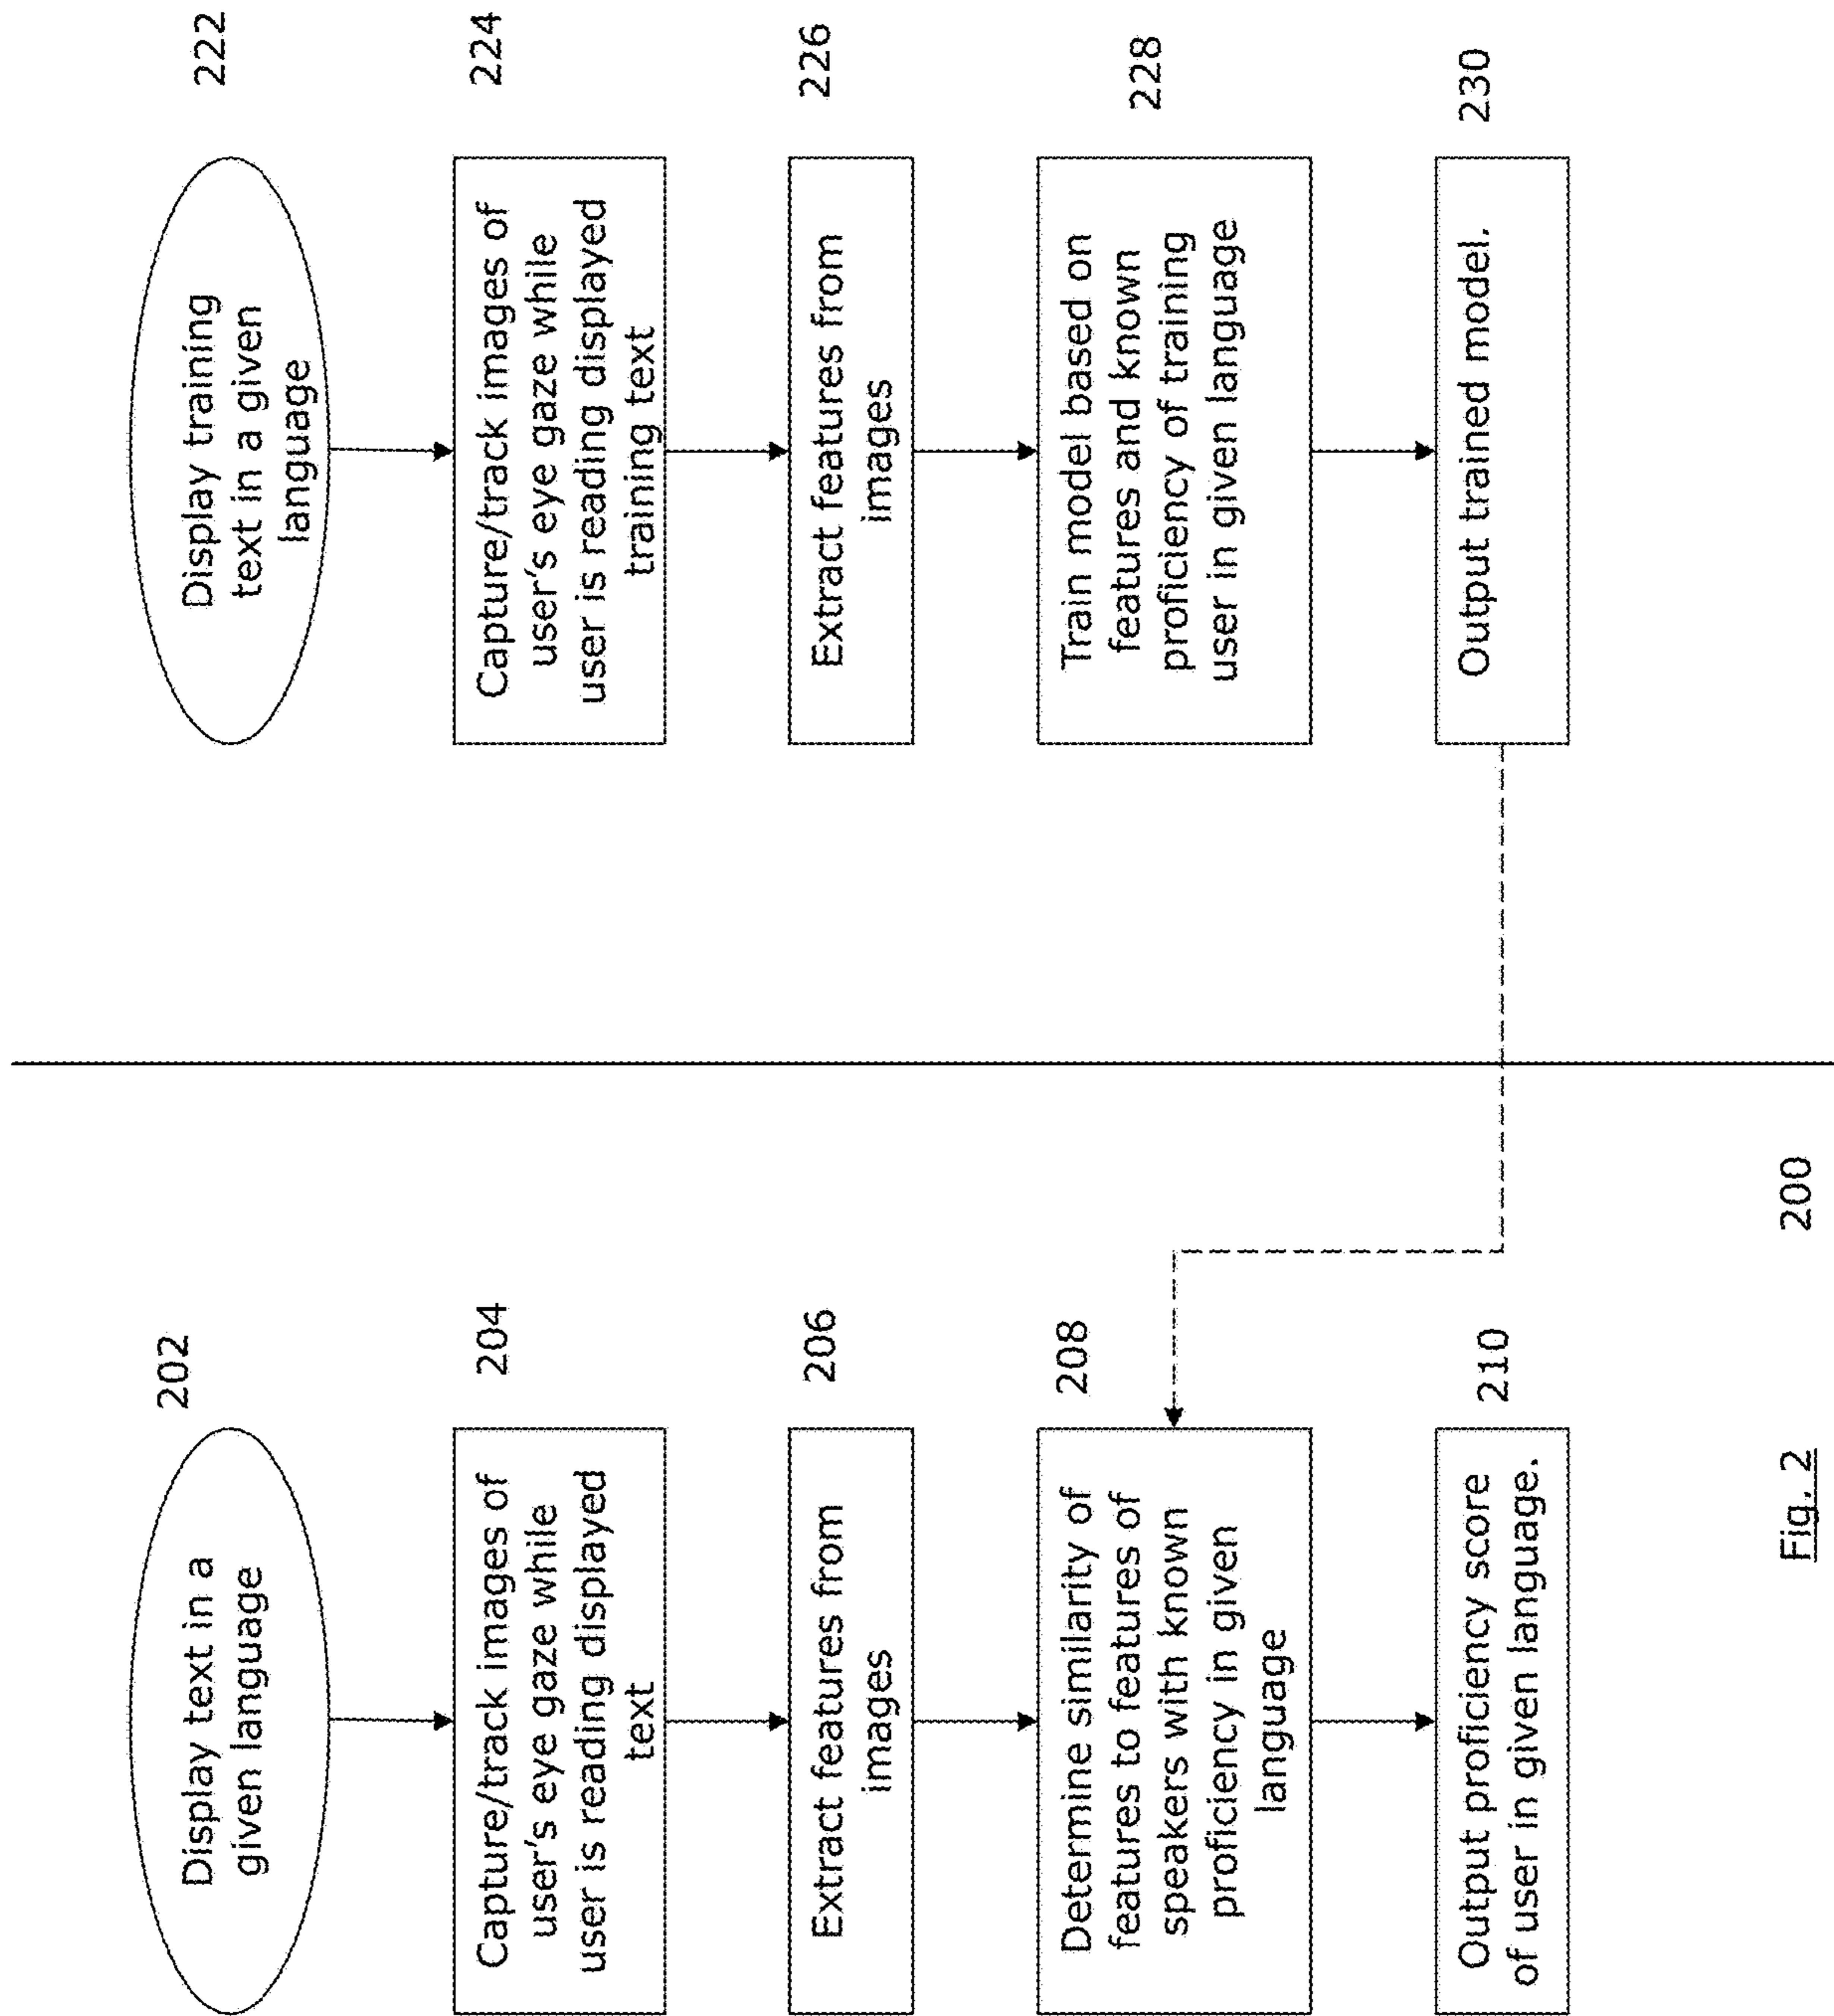 Display text in a
given language
202
Capture/track images of
user's eye gaze while
user is reading displayed
text
204
Extract features from
images
206
Determine similarity of
features to features of
speakers with known
proficiency in given
language
208
Output proficiency score
of user in given language.
210
Display training
text in a given
language
222
Capture/track images of
user's eye gaze while
user is reading displayed
training text
224
Extract features from
images
226
Train model based on
features and known
proficiency of training
user in given language
228
Output trained model.
230
Fig. 2
200